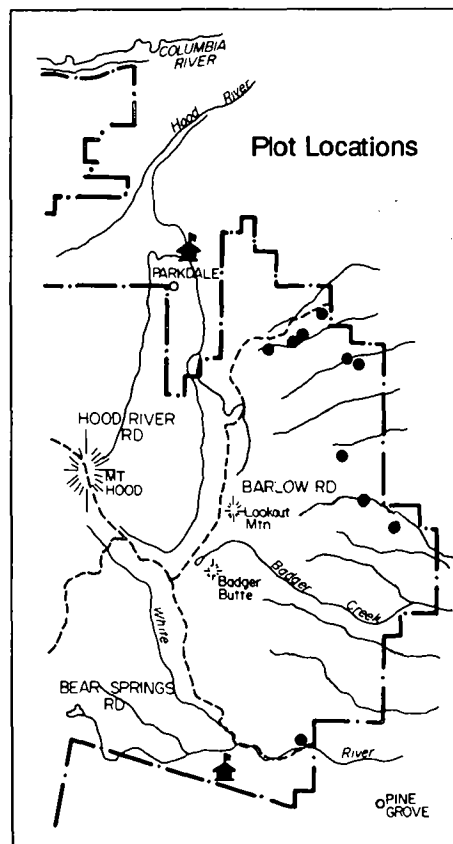 COLUMBIA
RIVER
Hood River
Plot Locations
PARKDALE
HOOD RIVER
RD
MT
HOOD
BARLOW RD
Lookout
Mtn
Badger
Butte
Badger Creek
White River
BEAR SPRINGS
RD
PINE
GROVE